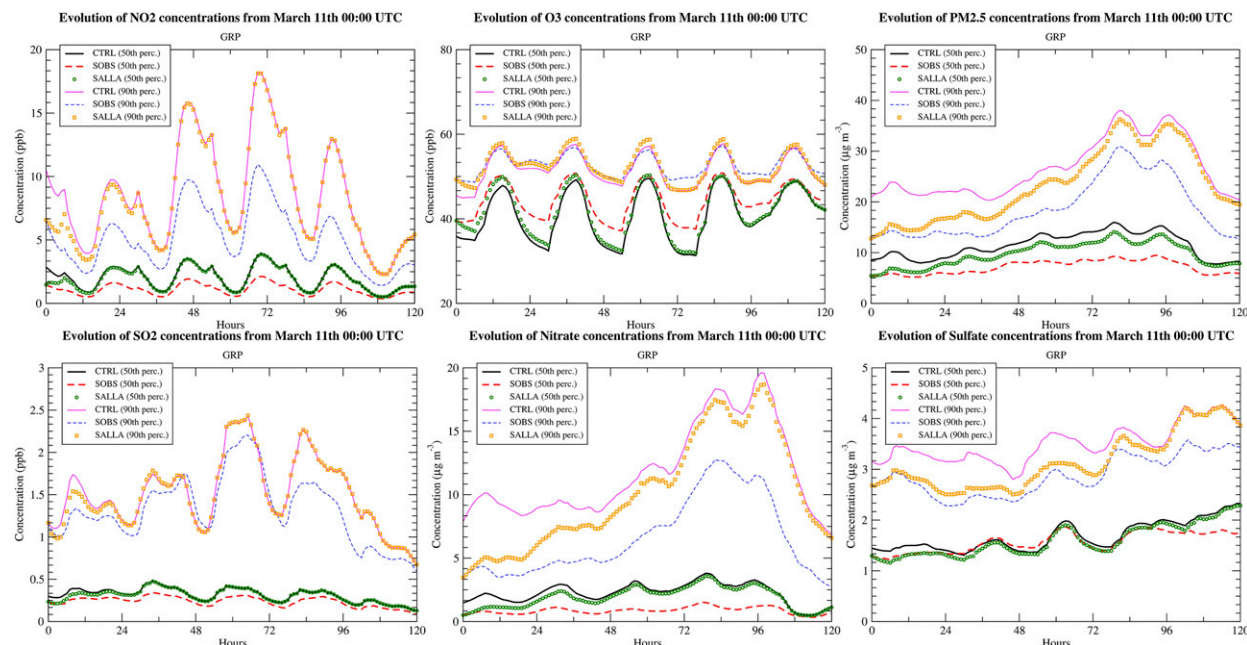 Evolution of NO2 concentrations from March 11th 00:00 UTC
GRP
CTRL (50th perc.)
SOBS (50th perc.)
SALLA (50th perc.)
CTRL (90th perc.)
SOBS (90th perc.)
SALLA (90th perc.)
Concentration (ppb)
20
15
10
5
0
0 24 48 72 96 120
Hours
Evolution of O3 concentrations from March 11th 00:00 UTC
GRP
CTRL (50th perc.)
SOBS (50th perc.)
SALLA (50th perc.)
CTRL (90th perc.)
SOBS (90th perc.)
SALLA (90th perc.)
Concentration (ppb)
80
60
40
20
0 24 48 72 96 120
Hours
Evolution of PM2.5 concentrations from March 11th 00:00 UTC
GRP
CTRL (50th perc.)
SOBS (50th perc.)
SALLA (50th perc.)
CTRL (90th perc.)
SOBS (90th perc.)
SALLA (90th perc.)
Concentration (µg m⁻³)
50
40
30
20
10
0
0 24 48 72 96 120
Hours
Evolution of SO2 concentrations from March 11th 00:00 UTC
GRP
CTRL (50th perc.)
SOBS (50th perc.)
SALLA (50th perc.)
CTRL (90th perc.)
SOBS (90th perc.)
SALLA (90th perc.)
Concentration (ppb)
3
2.5
2
1.5
1
0.5
0
0 24 48 72 96 120
Hours
Evolution of Nitrate concentrations from March 11th 00:00 UTC
GRP
CTRL (50th perc.)
SOBS (50th perc.)
SALLA (50th perc.)
CTRL (90th perc.)
SOBS (90th perc.)
SALLA (90th perc.)
Concentration (µg m⁻³)
20
15
10
5
0
0 24 48 72 96 120
Hours
Evolution of Sulfate concentrations from March 11th 00:00 UTC
GRP
CTRL (50th perc.)
SOBS (50th perc.)
SALLA (50th perc.)
CTRL (90th perc.)
SOBS (90th perc.)
SALLA (90th perc.)
Concentration (µg m⁻³)
5
4
3
2
1
0
0 24 48 72 96 120
Hours